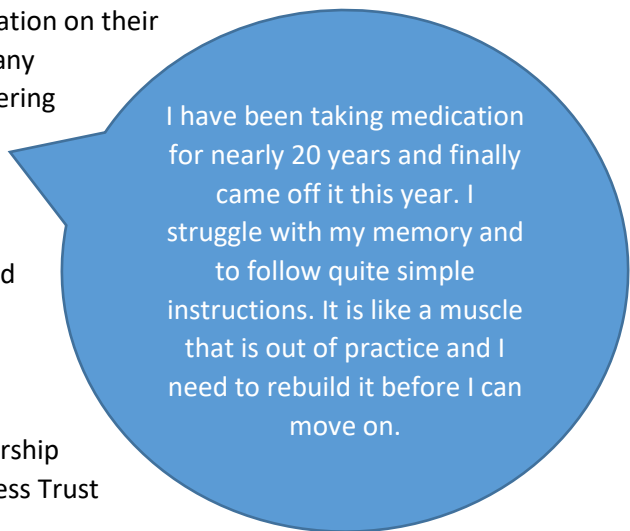 ation on their
any
ering
d
rship
ess Trust
I have been taking medication
for nearly 20 years and finally
came off it this year. I
struggle with my memory and
to follow quite simple
instructions. It is like a muscle
that is out of practice and I
need to rebuild it before I can
move on.